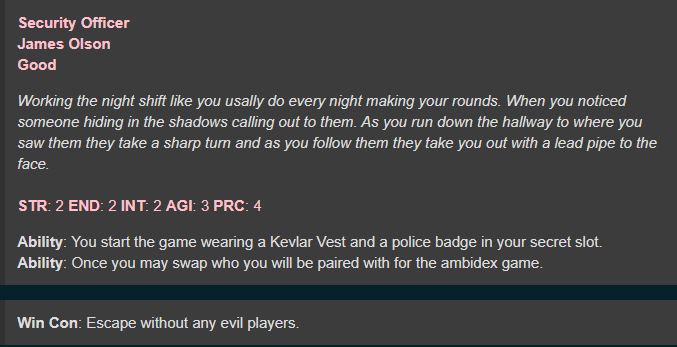 Security Officer
James Olson
Good
Working the night shift like you usally do every night making your rounds. When you noticed
someone hiding in the shadows calling out to them. As you run down the hallway to where you
saw them they take a sharp turn and as you follow them they take you out with a lead pipe to the
face.
STR: 2 END: 2 INT: 2 AGI: 3 PRC: 4
Ability: You start the game wearing a Kevlar Vest and a police badge in your secret slot.
Ability: Once you may swap who you will be paired with for the ambidex game.
Win Con: Escape without any evil players.